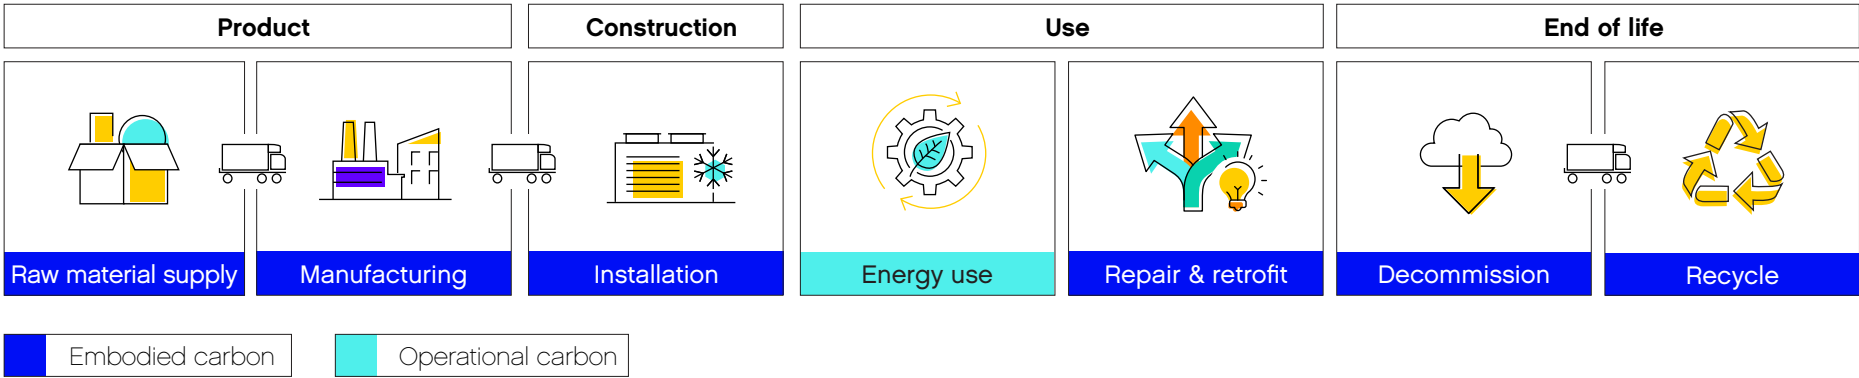 Product
Construction
Use
End of life
Raw material supply
Manufacturing
Installation
Energy use
Repair & retrofit
Decommission
Recycle
Embodied carbon
Operational carbon